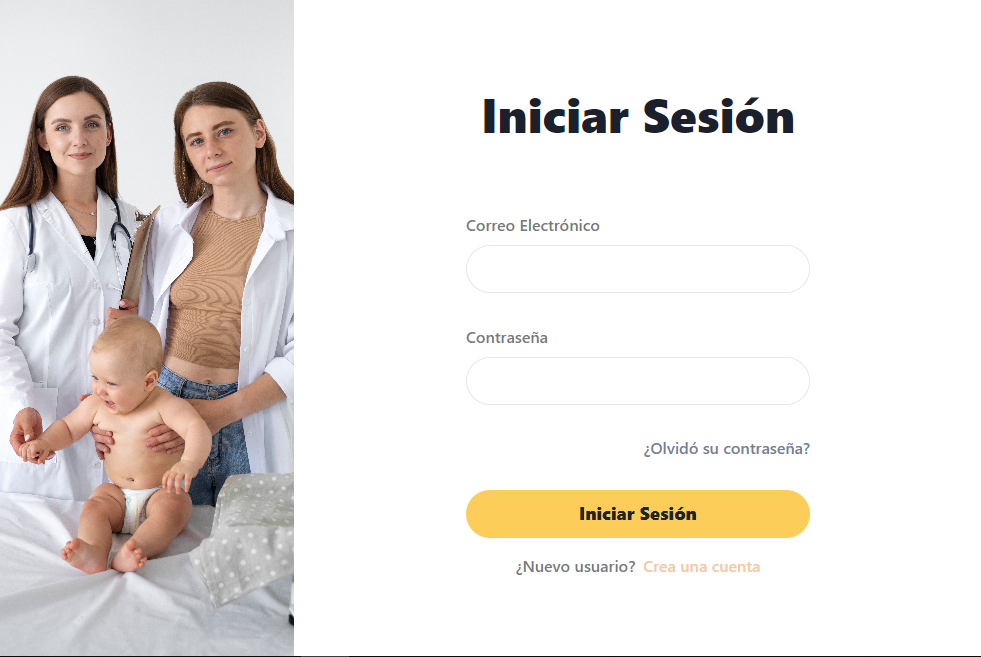 Iniciar Sesión
Correo Electrónico
Contraseña
¿Olvidó su contraseña?
Iniciar Sesión
¿Nuevo usuario? Crea una cuenta